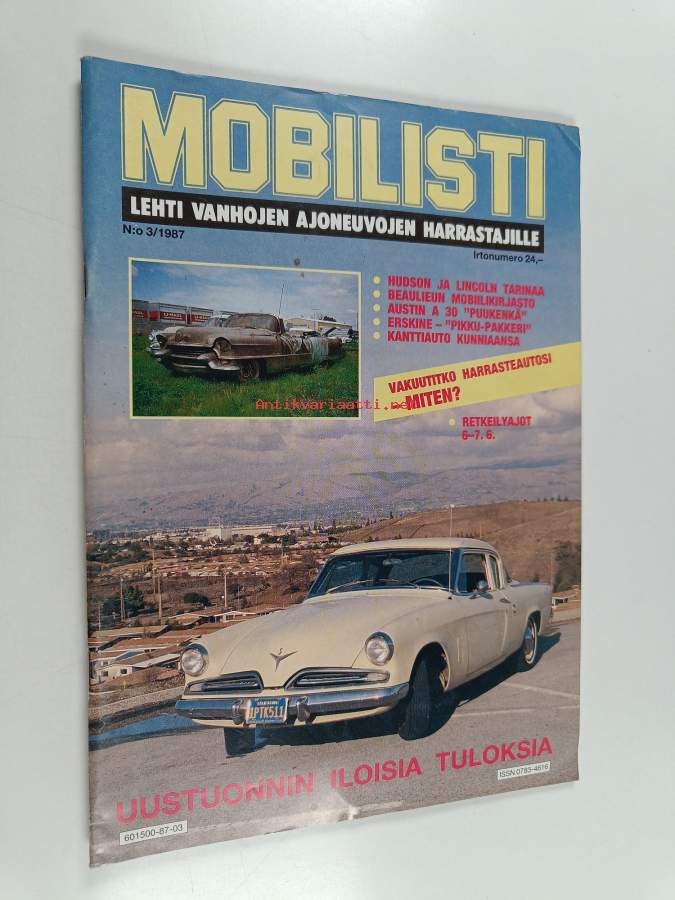 MOBILISTI
LEHTI VANHOJEN AJONEUVOJEN HARRASTAJILLE
N:o 3/1987
Irtonumero 24,–
• HUDSON JA LINCOLN TARINAA
• BEAULIEUN MOBIILIKIRJASTO
• AUSTIN A 30 "PUUKENKÄ"
• ERSKINE – "PIKKU-PAKKERI"
• KANTTIAUTO KUNNIAANSA
VAKUUTITKO HARRASTEAUTOSI
MITEN?
• RETKEILYAJOT
6–7.6.
Antikvariaatti.net
UUSTUONNIN ILOISIA TULOKSIA
ISSN 0783-4616
601500-87-03